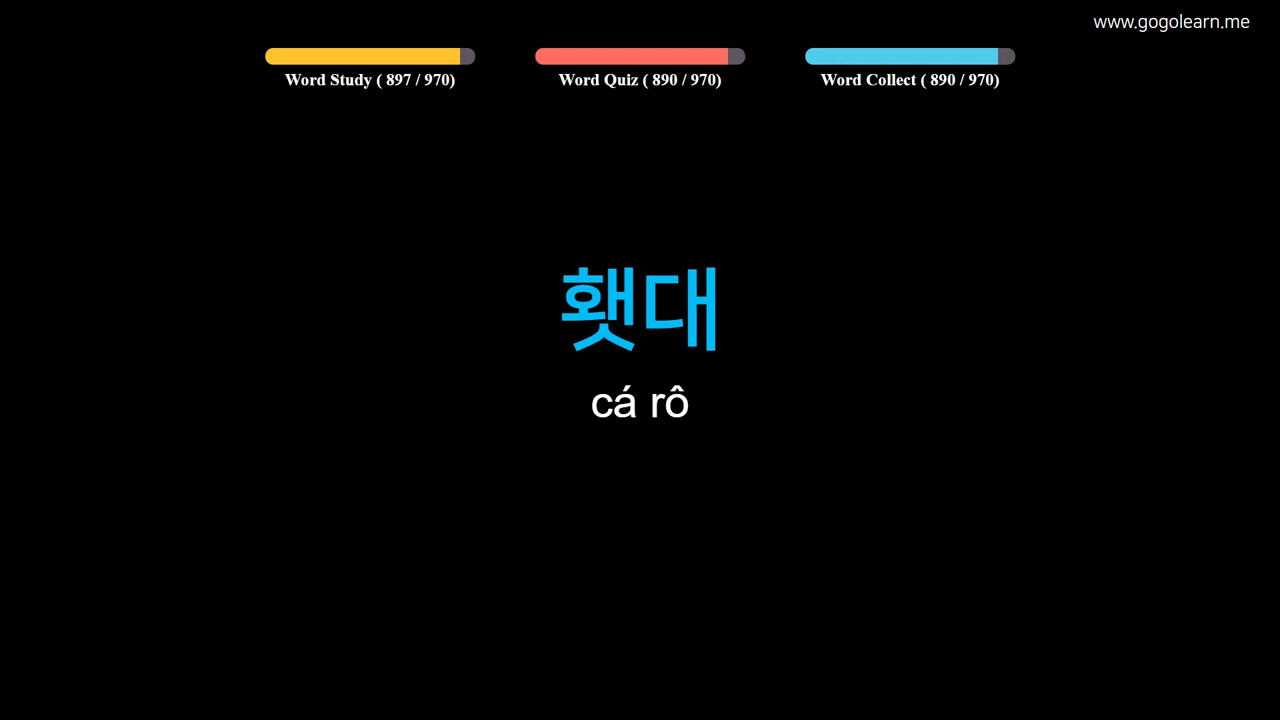 www.gogolearn.me
Word Study ( 897 / 970)
Word Quiz ( 890 / 970)
Word Collect ( 890 / 970)
횃대
cá rô